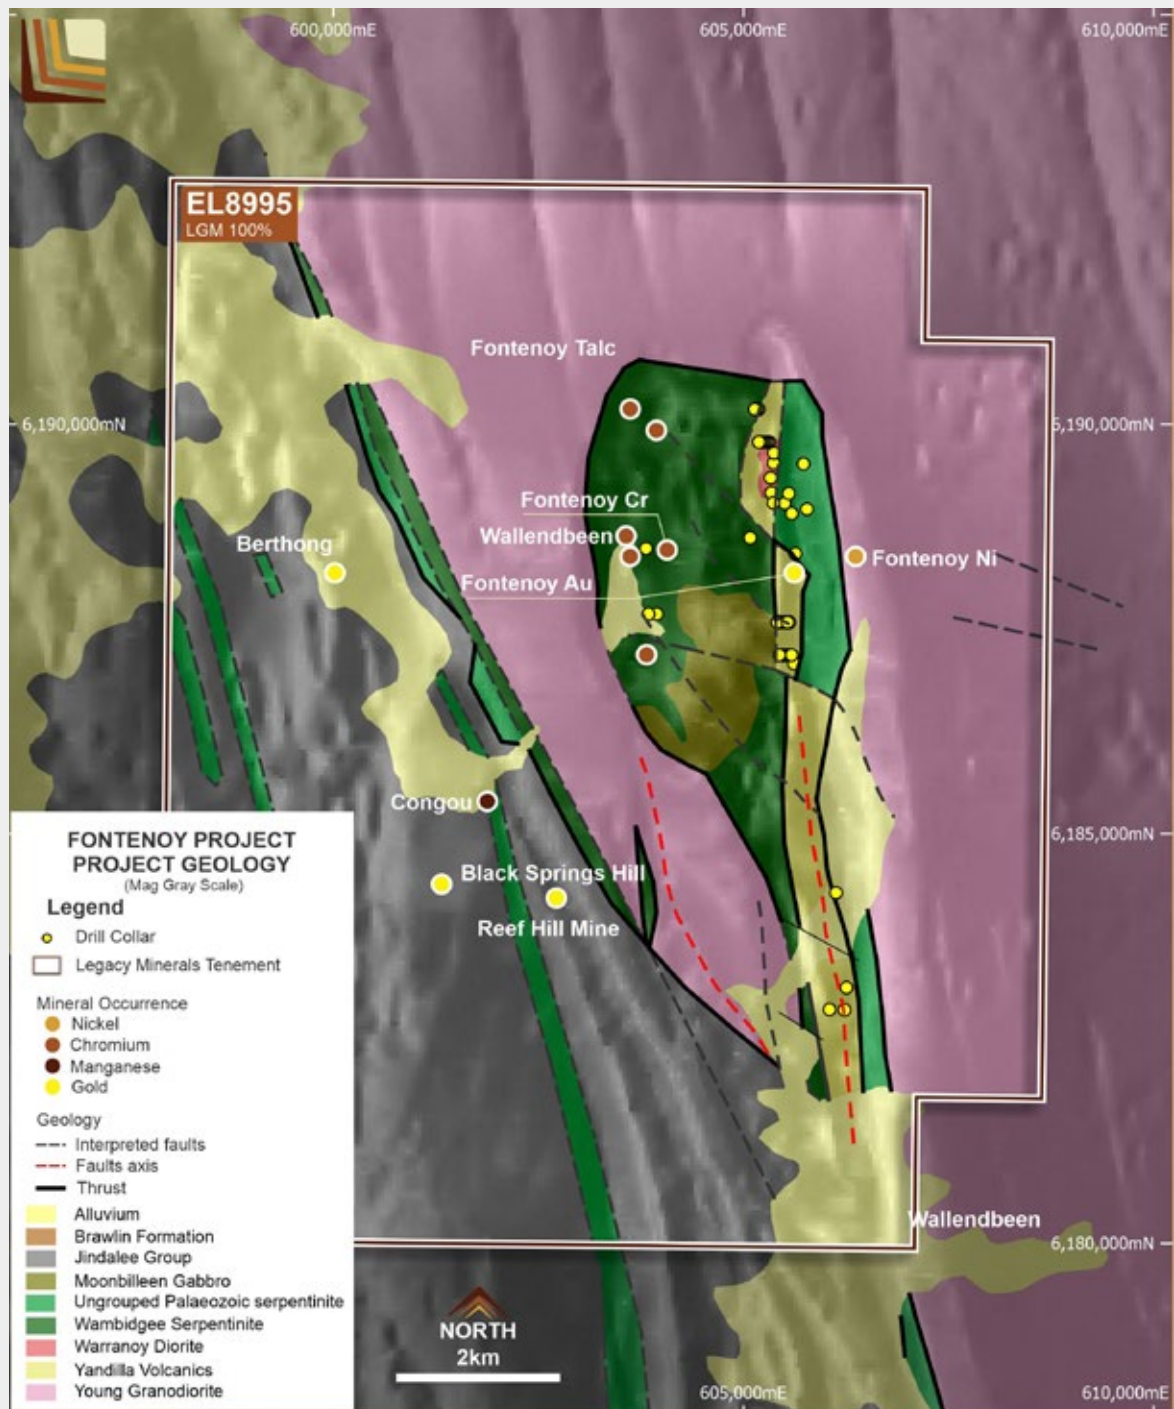 600,000mE
605,000mE
610,000mE
EL8995
LGM 100%
Fontenoy Talc
6,190,000mN
6,190,000mN
Fontenoy Cr
Wallendbeen
Berthong
Fontenoy Ni
Fontenoy Au
Congou
6,185,000mN
Black Springs Hill
Reef Hill Mine
FONTENOY PROJECT
PROJECT GEOLOGY
(Mag Gray Scale)
Legend
Drill Collar
Legacy Minerals Tenement
Mineral Occurrence
Nickel
Chromium
Manganese
Gold
Geology
Interpreted faults
Faults axis
Thrust
Alluvium
Brawlin Formation
Jindalee Group
Moonbilleen Gabbro
Ungrouped Palaeozoic serpentinite
Wambidgee Serpentinite
Warranoy Diorite
Yandilla Volcanics
Young Granodiorite
Wallendbeen
6,180,000mN
NORTH
2km
605,000mE
610,000mE